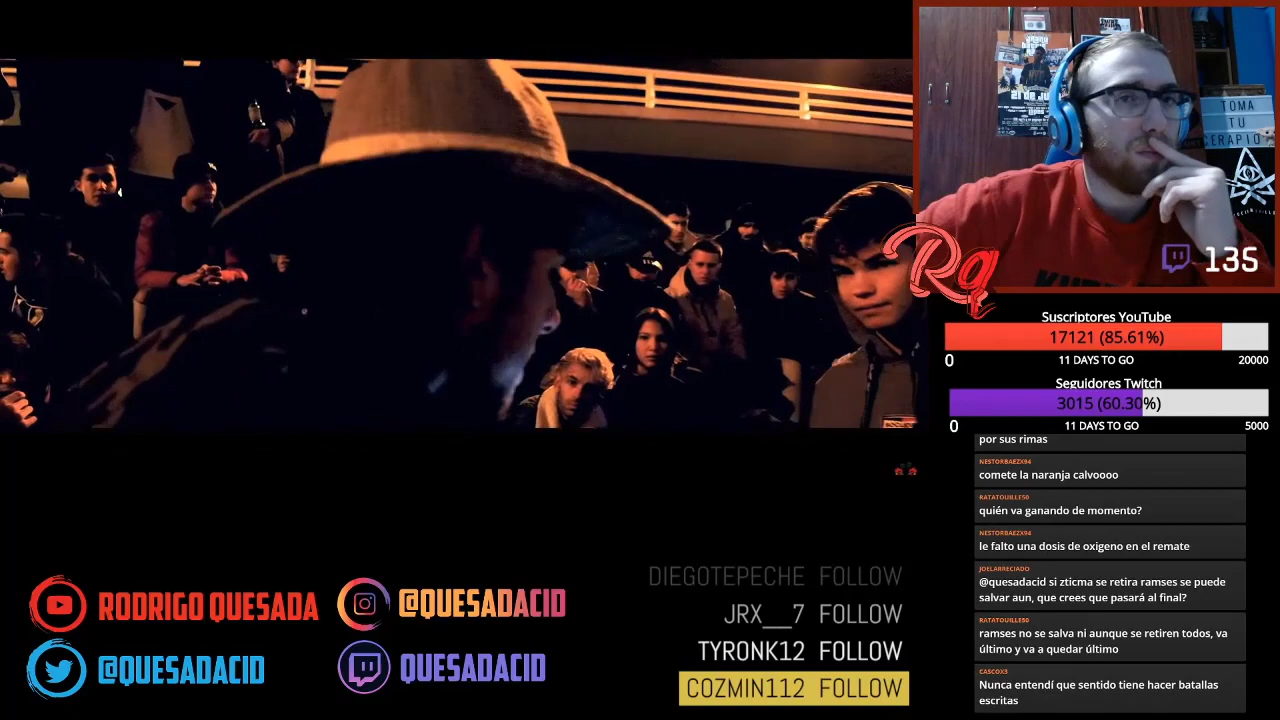 21 DE JU
TOMA
TU
TERAPIO
135
Rq
Suscriptores YouTube
17121 (85.61%)
0 11 DAYS TO GO 20000
Seguidores Twitch
3015 (60.30%)
0 11 DAYS TO GO 5000
por sus rimas
NESTORBAEZX94
comete la naranja calvoooo
RATATOUILLE50
quién va ganando de momento?
NESTORBAEZX94
le falto una dosis de oxigeno en el remate
JOELARRECIADO
@quesadacid si zticma se retira ramses se puede
salvar aun, que crees que pasará al final?
RATATOUILLE50
ramses no se salva ni aunque se retiren todos, va
último y va a quedar último
CASCOX3
Nunca entendí que sentido tiene hacer batallas
escritas
DIEGOTEPECHE FOLLOW
JRX__7 FOLLOW
TYRONK12 FOLLOW
COZMIN112 FOLLOW
RODRIGO QUESADA
@QUESADACID
@QUESADACID
QUESADACID